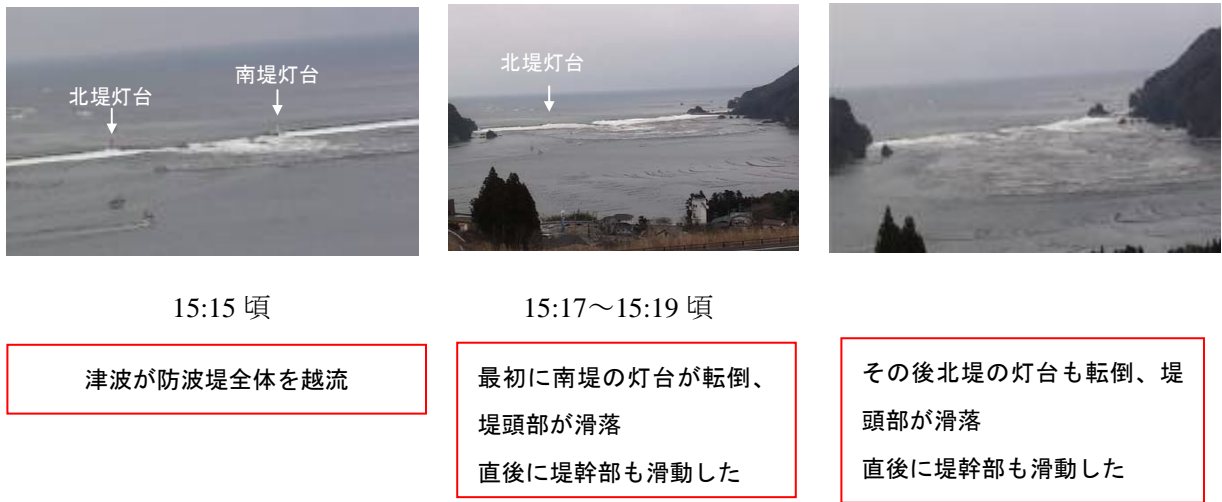 北堤灯台
南堤灯台
北堤灯台
15:15 頃
15:17～15:19 頃
津波が防波堤全体を越流
最初に南堤の灯台が転倒、
堤頭部が滑落
直後に堤幹部も滑動した
その後北堤の灯台も転倒、堤
頭部が滑落
直後に堤幹部も滑動した